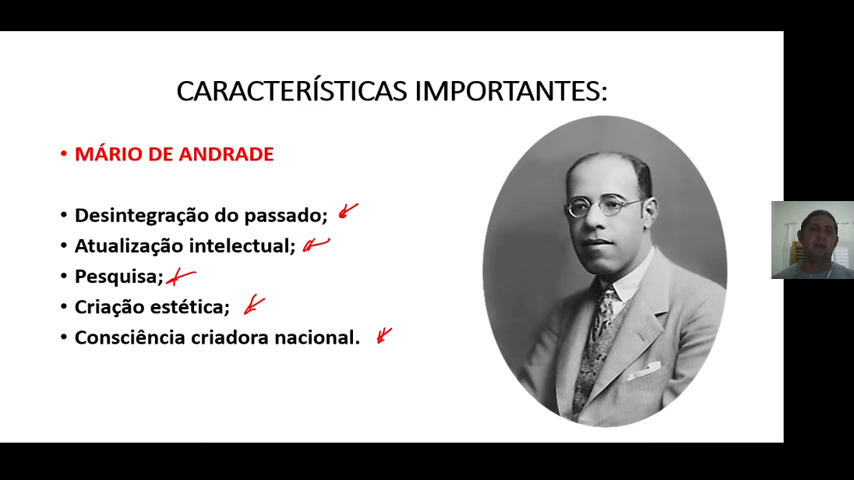 CARACTERÍSTICAS IMPORTANTES:
• MÁRIO DE ANDRADE
• Desintegração do passado;
• Atualização intelectual;
• Pesquisa;
• Criação estética;
• Consciência criadora nacional.